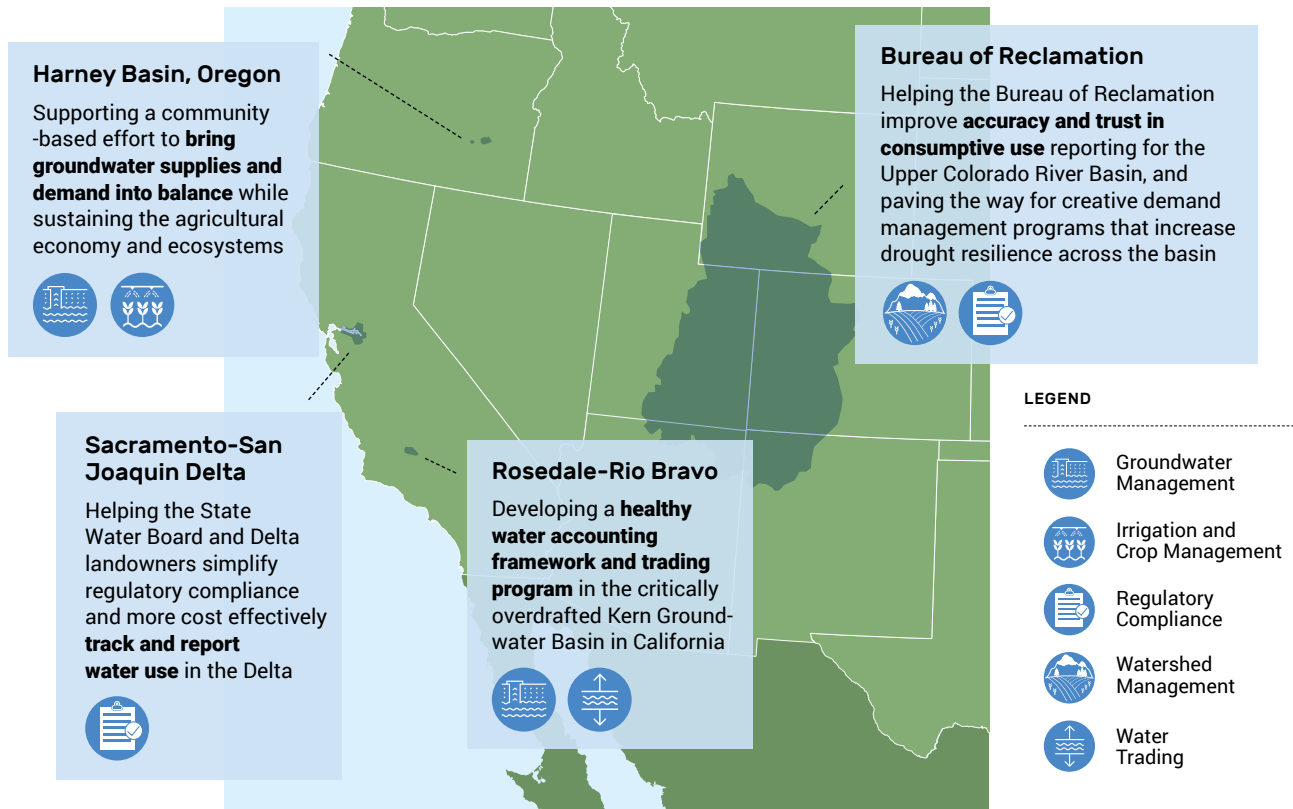 Harney Basin, Oregon
Supporting a community
-based effort to bring
groundwater supplies and
demand into balance while
sustaining the agricultural
economy and ecosystems
Bureau of Reclamation
Helping the Bureau of Reclamation
improve accuracy and trust in
consumptive use reporting for the
Upper Colorado River Basin, and
paving the way for creative demand
management programs that increase
drought resilience across the basin
Sacramento-San
Joaquin Delta
Helping the State
Water Board and Delta
landowners simplify
regulatory compliance
and more cost effectively
track and report
water use in the Delta
Rosedale-Rio Bravo
Developing a healthy
water accounting
framework and trading
program in the critically
overdrafted Kern Ground-
water Basin in California
LEGEND
Groundwater
Management
Irrigation and
Crop Management
Regulatory
Compliance
Watershed
Management
Water
Trading